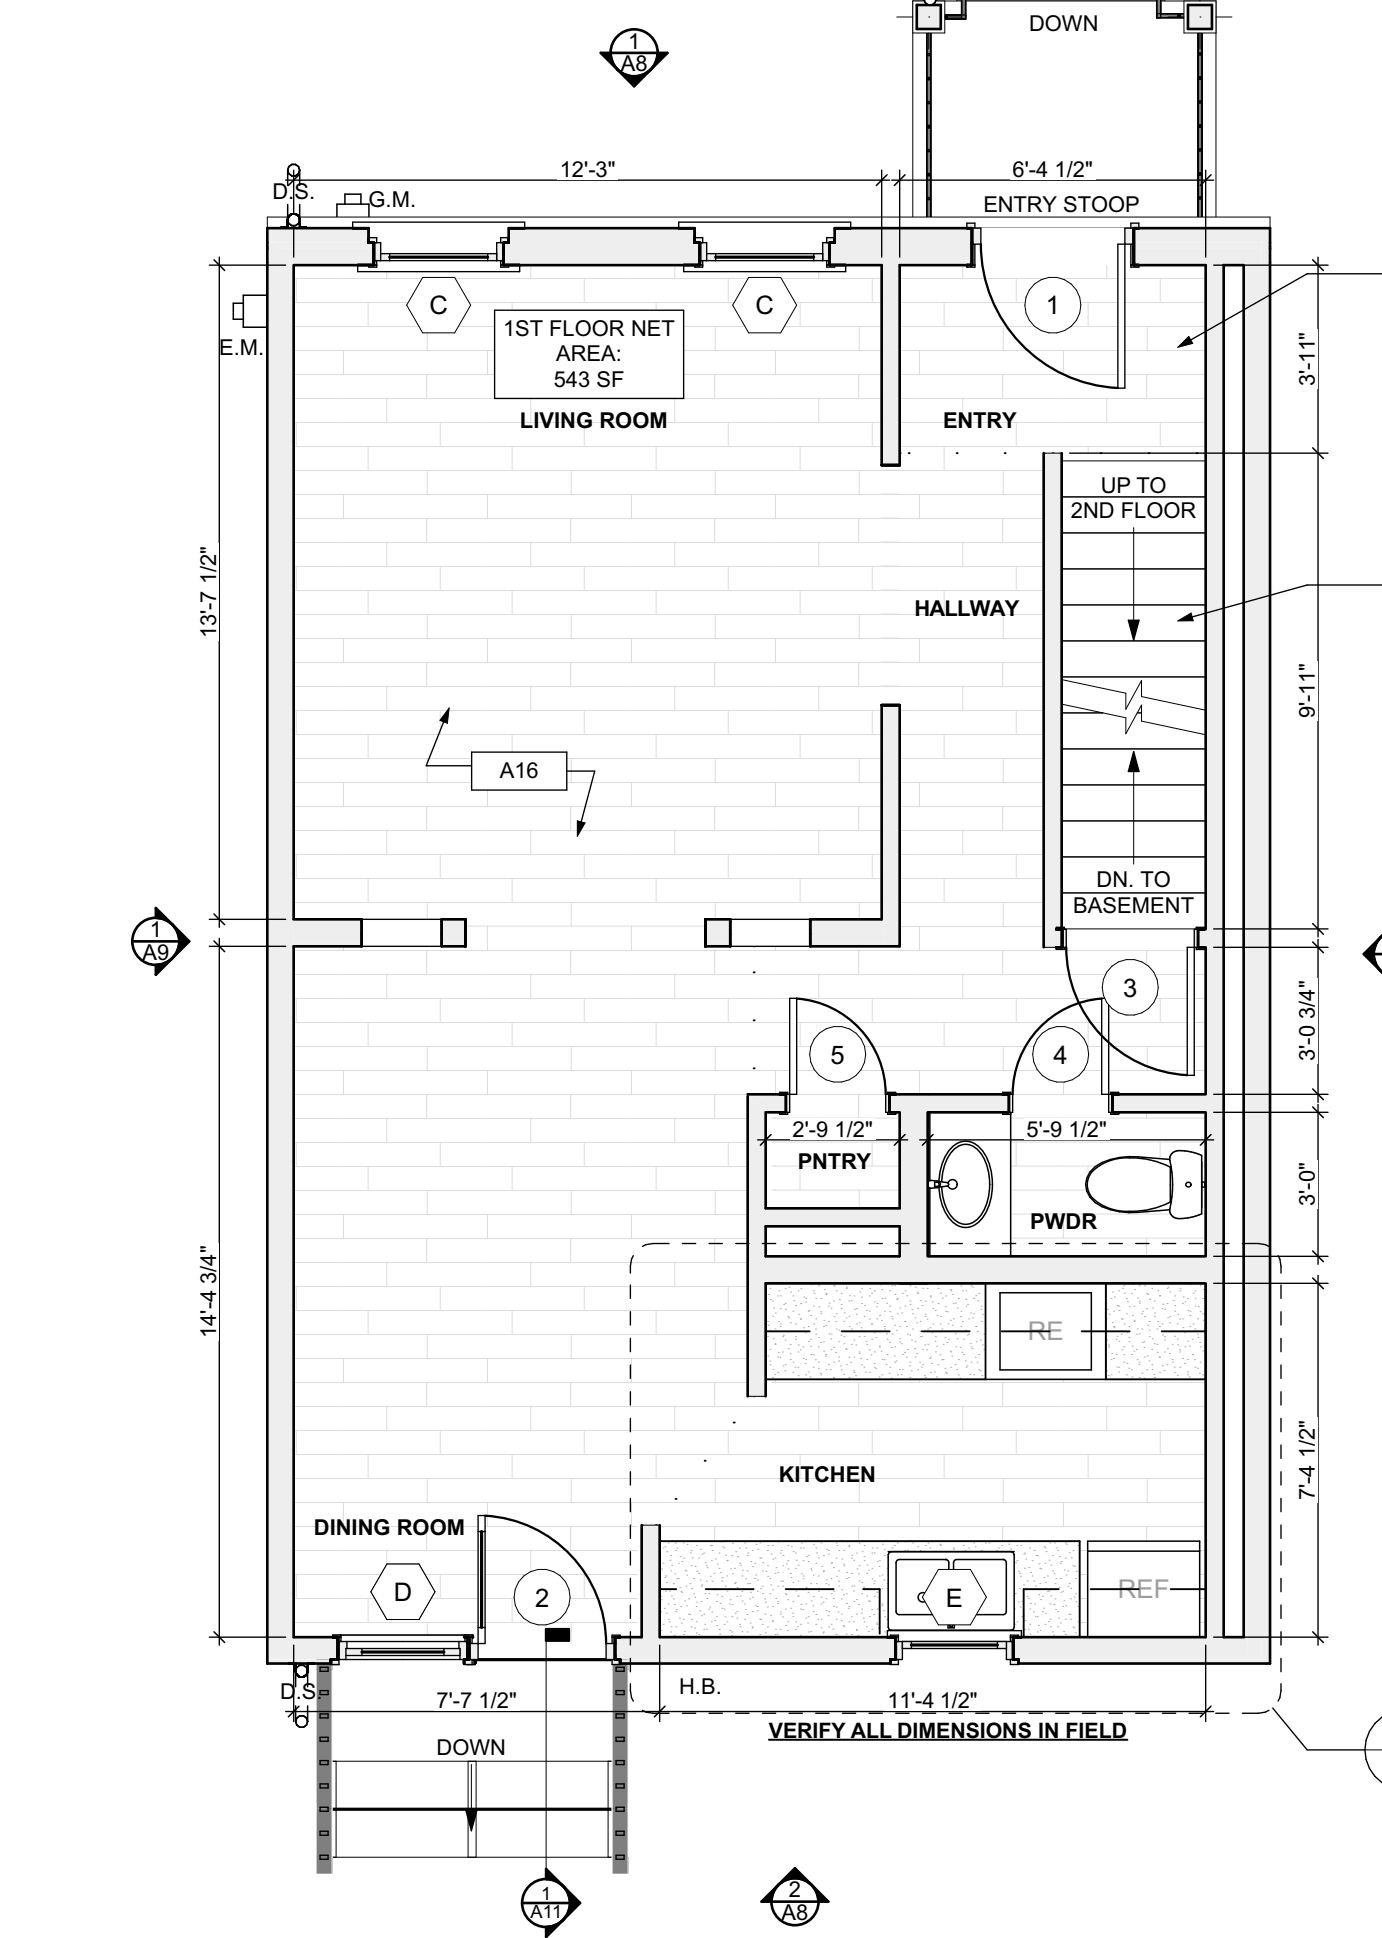 DOWN
1
A8
12'-3"
6'-4 1/2"
D.S.
G.M.
ENTRY STOOP
C
C
1
E.M.
1ST FLOOR NET
AREA:
543 SF
3'-11"
LIVING ROOM
ENTRY
UP TO
2ND FLOOR
13'-7 1/2"
HALLWAY
9'-11"
A16
DN. TO
BASEMENT
1
A9
3
3'-0 3/4"
5
4
2'-9 1/2"
5'-9 1/2"
PNTRY
3'-0"
PWDR
14'-4 3/4"
RE
KITCHEN
7'-4 1/2"
DINING ROOM
D
2
E
REF
D.S.
H.B.
7'-7 1/2"
11'-4 1/2"
VERIFY ALL DIMENSIONS IN FIELD
DOWN
1
A11
2
A8